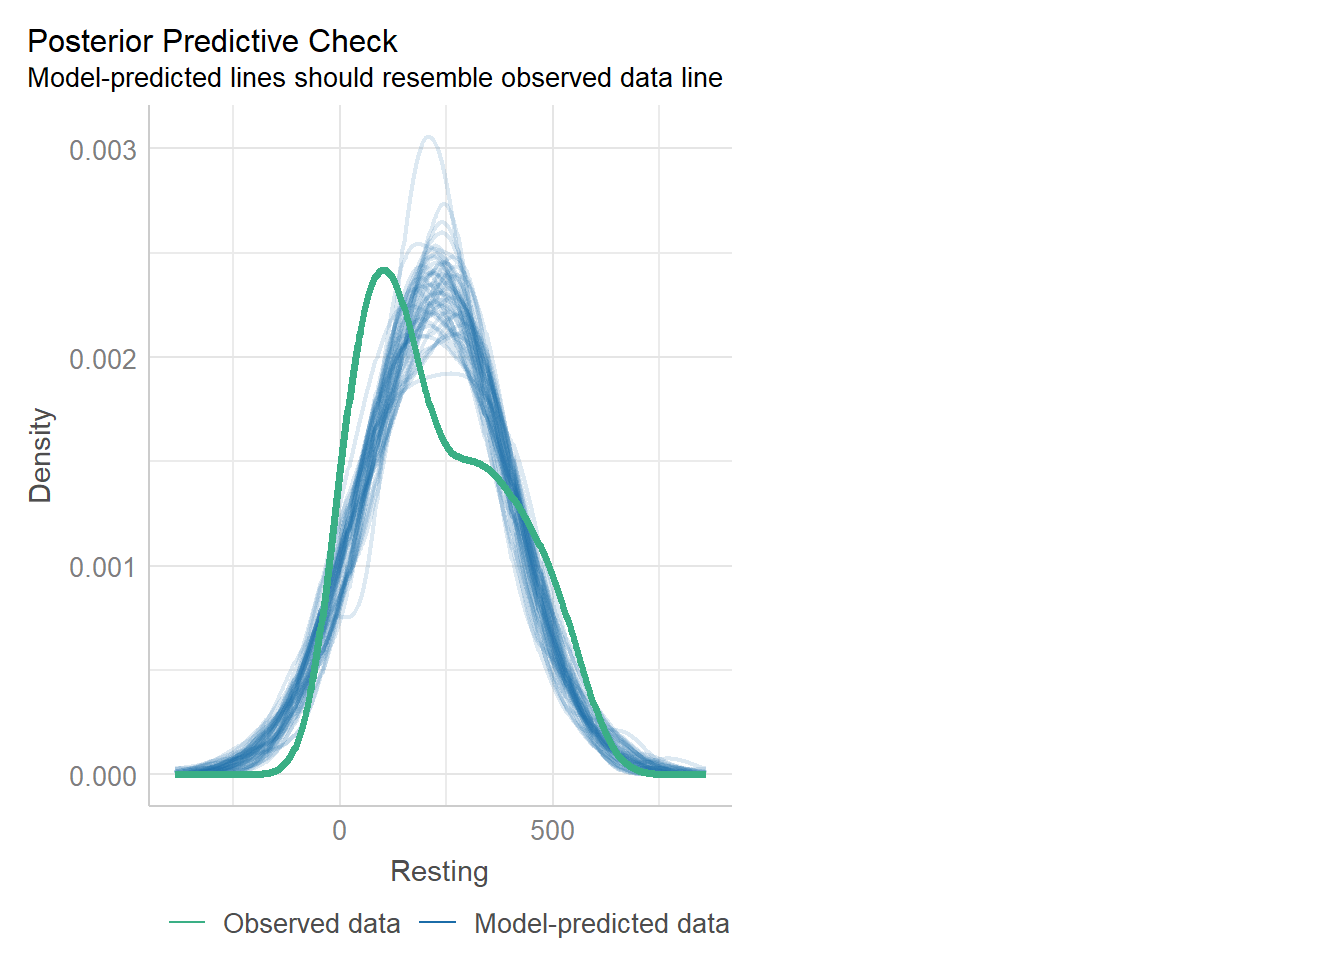 Posterior Predictive Check
Model-predicted lines should resemble observed data line
0.003
0.002
0.001
0.000
Density
0 500
Resting
Observed data Model-predicted data